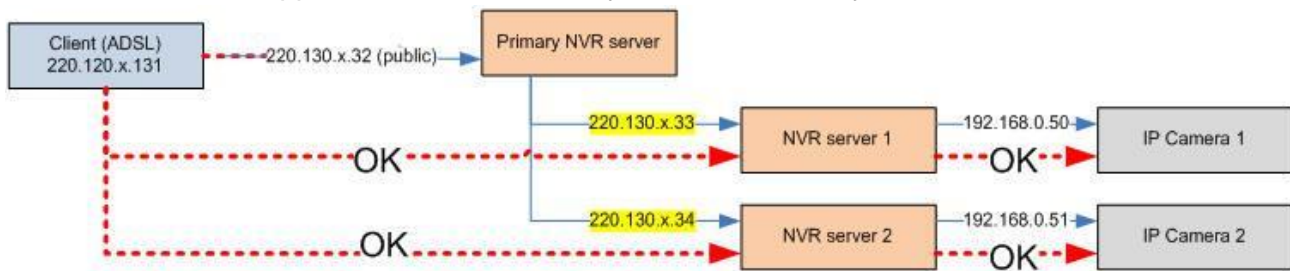 Client (ADSL)
220.120.x.131
220.130.x.32 (public)
Primary NVR server
220.130.x.33
NVR server 1
192.168.0.50
IP Camera 1
OK
OK
220.130.x.34
NVR server 2
192.168.0.51
IP Camera 2
OK
OK